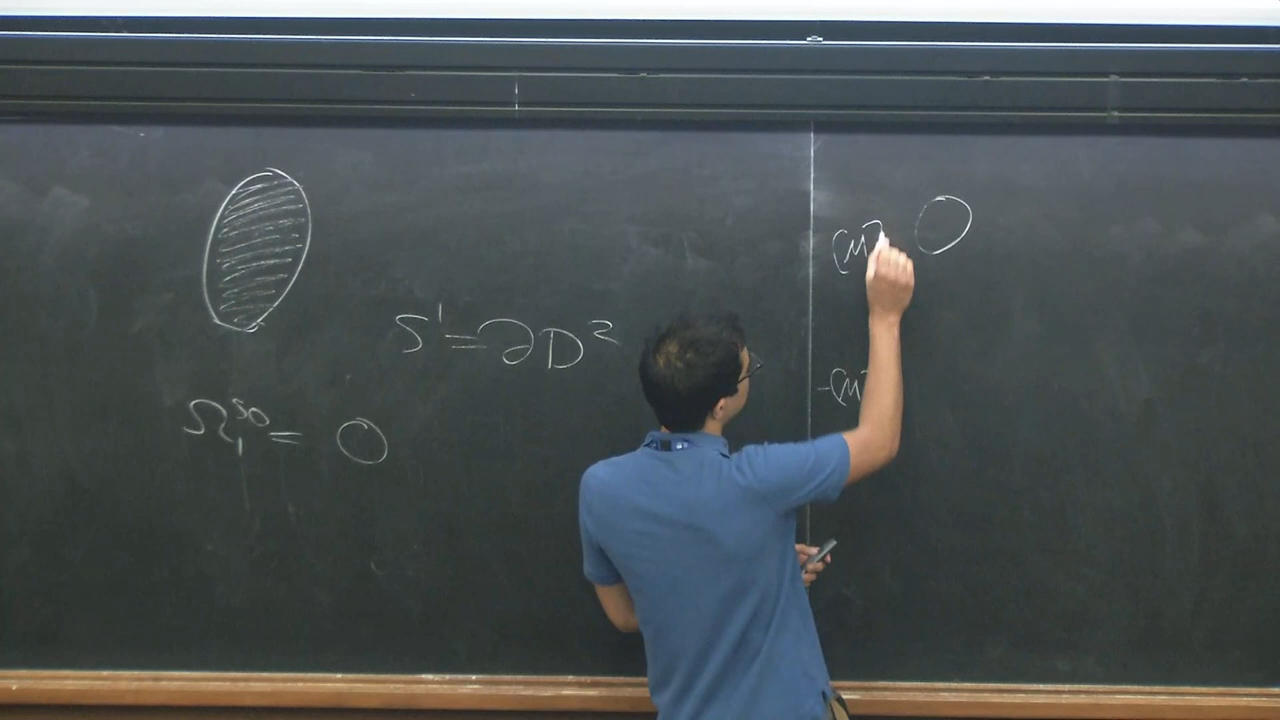 S¹=∂D²
Ω₁^SO = 0
[M]
-[M]